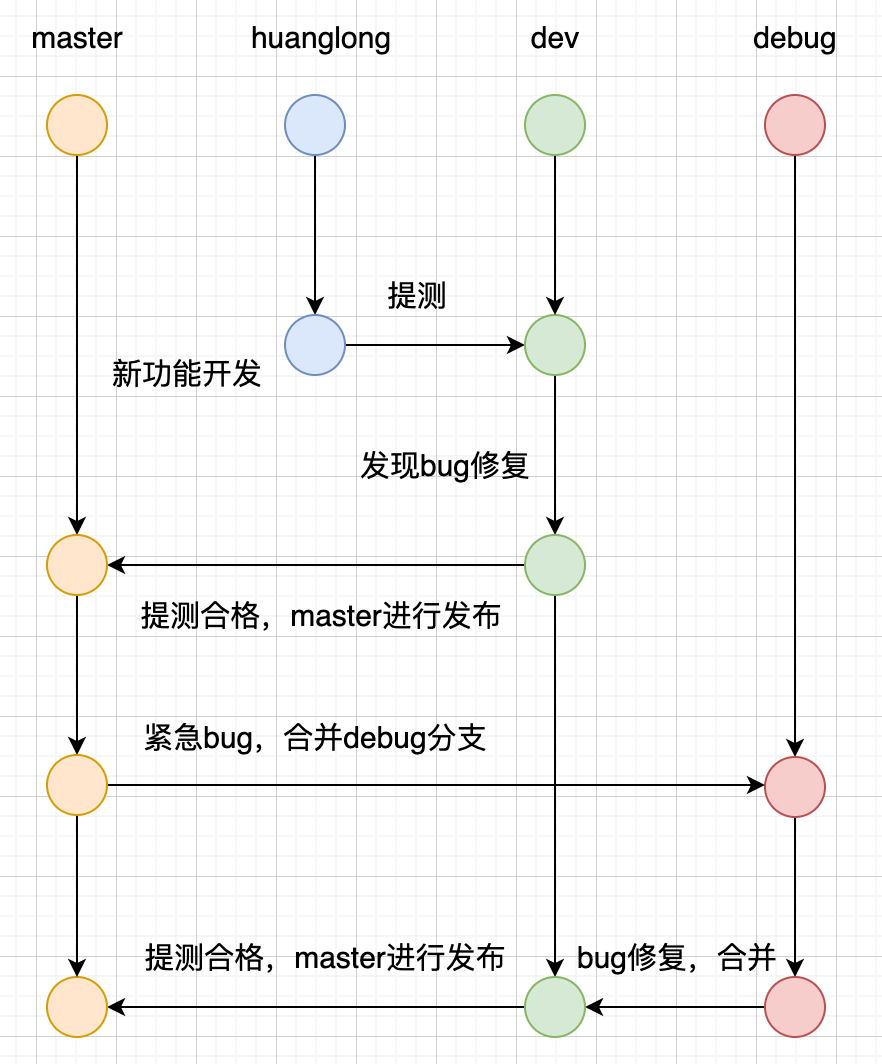 master
huanglong
dev
debug
提测
新功能开发
发现bug修复
提测合格，master进行发布
紧急bug，合并debug分支
提测合格，master进行发布
bug修复，合并